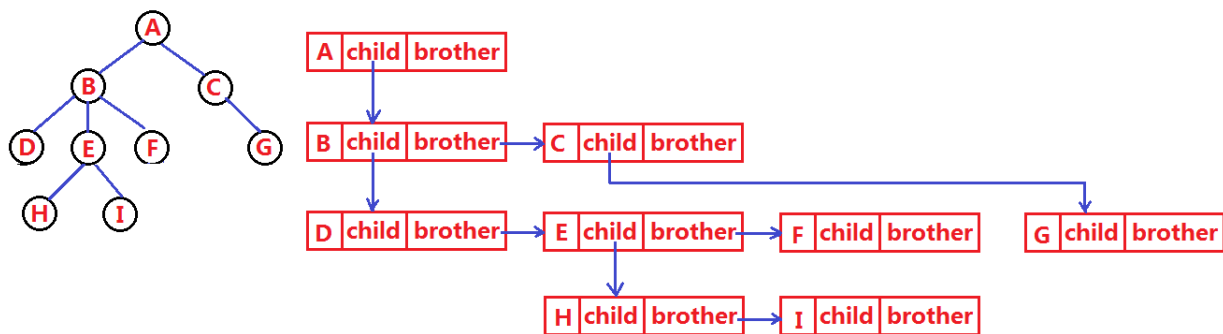 A
B
C
D
E
F
G
H
I
A child brother
B child brother
C child brother
D child brother
E child brother
F child brother
G child brother
H child brother
I child brother